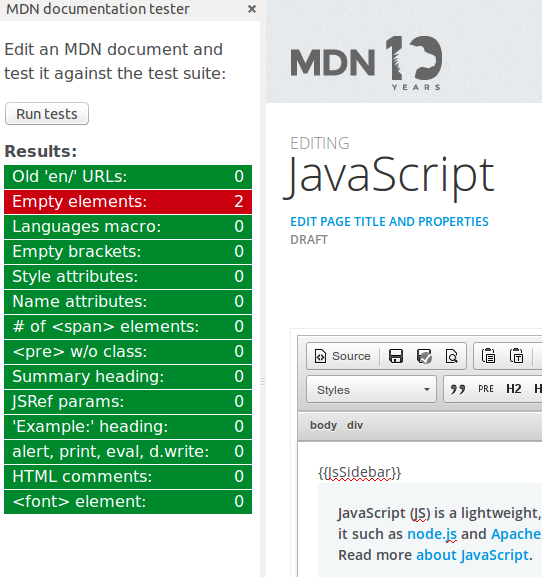 MDN documentation tester
Edit an MDN document and
test it against the test suite:
Run tests
Results:
Old 'en/' URLs: 0
Empty elements: 2
Languages macro: 0
Empty brackets: 0
Style attributes: 0
Name attributes: 0
# of <span> elements: 0
<pre> w/o class: 0
Summary heading: 0
JSRef params: 0
'Example:' heading: 0
alert, print, eval, d.write: 0
HTML comments: 0
<font> element: 0
MDN 10
YEARS
EDITING
JavaScript
EDIT PAGE TITLE AND PROPERTIES
DRAFT
Source
Styles PRE H2 H
body div
{{JsSidebar}}
JavaScript (JS) is a lightweight,
it such as node.js and Apache
Read more about JavaScript.